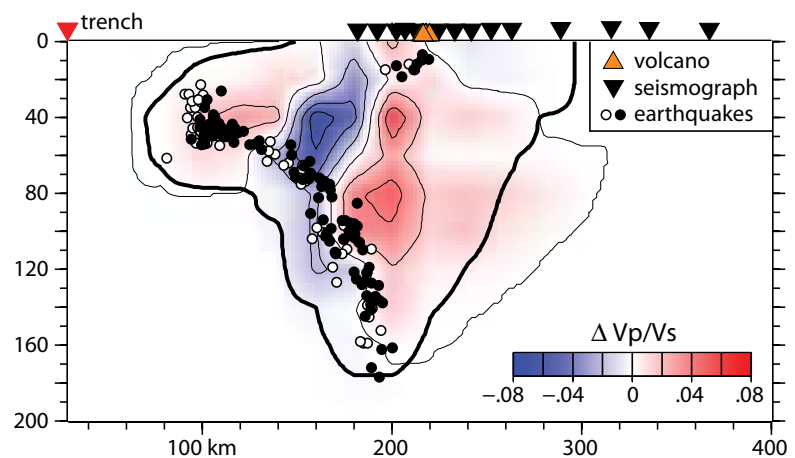 trench
0
40
80
120
160
200
volcano
seismograph
earthquakes
Δ Vp/Vs
−.08 −.04 0 .04 .08
100 km 200 300 400